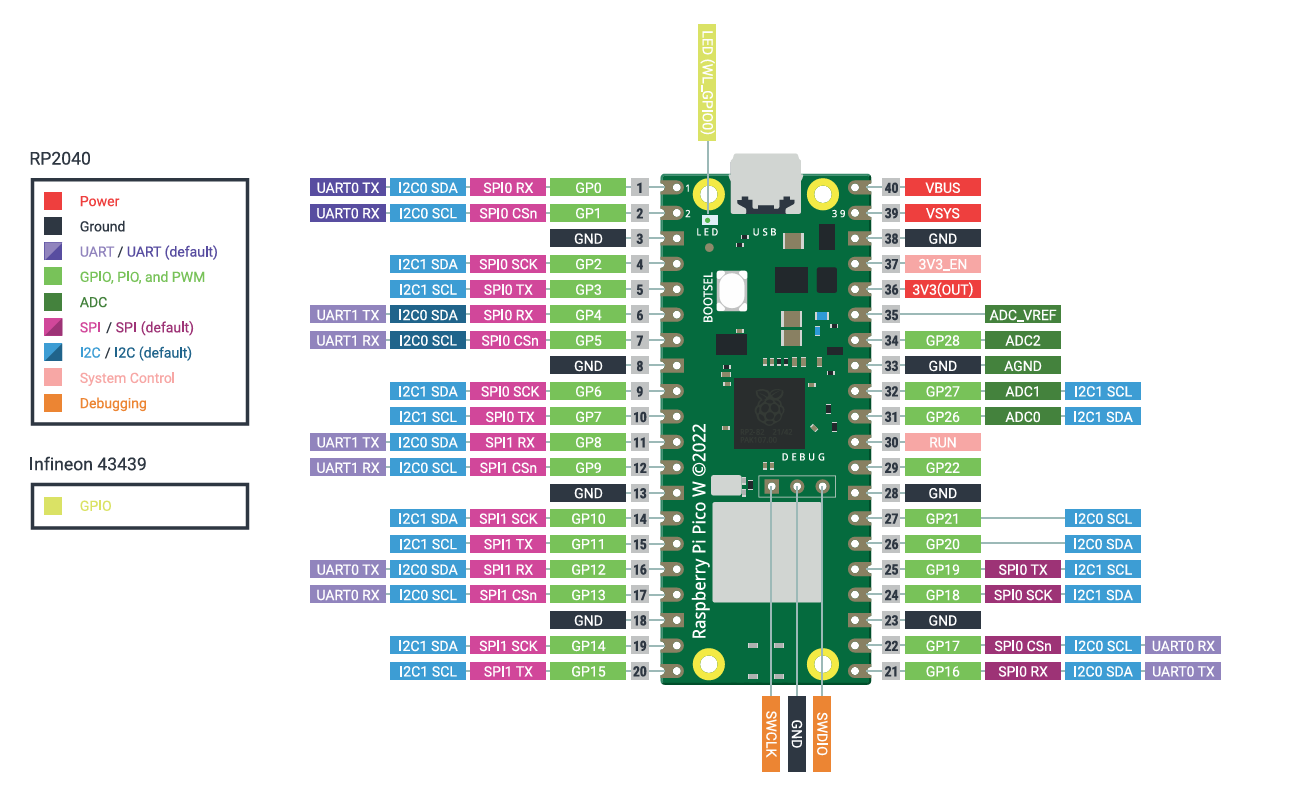 LED (WL_GPIO0)
RP2040
Power
Ground
UART / UART (default)
GPIO, PIO, and PWM
ADC
SPI / SPI (default)
I2C / I2C (default)
System Control
Debugging
Infineon 43439
GPIO
UART0 TX I2C0 SDA SPI0 RX GP0 1
UART0 RX I2C0 SCL SPI0 CSn GP1 2
GND 3
I2C1 SDA SPI0 SCK GP2 4
I2C1 SCL SPI0 TX GP3 5
UART1 TX I2C0 SDA SPI0 RX GP4 6
UART1 RX I2C0 SCL SPI0 CSn GP5 7
GND 8
I2C1 SDA SPI0 SCK GP6 9
I2C1 SCL SPI0 TX GP7 10
UART1 TX I2C0 SDA SPI1 RX GP8 11
UART1 RX I2C0 SCL SPI1 CSn GP9 12
GND 13
I2C1 SDA SPI1 SCK GP10 14
I2C1 SCL SPI1 TX GP11 15
UART0 TX I2C0 SDA SPI1 RX GP12 16
UART0 RX I2C0 SCL SPI1 CSn GP13 17
GND 18
I2C1 SDA SPI1 SCK GP14 19
I2C1 SCL SPI1 TX GP15 20
1
2
39
LED
USB
BOOTSEL
DEBUG
Raspberry Pi Pico W ©2022
40 VBUS
39 VSYS
38 GND
37 3V3_EN
36 3V3(OUT)
35 ADC_VREF
34 GP28 ADC2
33 GND AGND
32 GP27 ADC1 I2C1 SCL
31 GP26 ADC0 I2C1 SDA
30 RUN
29 GP22
28 GND
27 GP21 I2C0 SCL
26 GP20 I2C0 SDA
25 GP19 SPI0 TX I2C1 SCL
24 GP18 SPI0 SCK I2C1 SDA
23 GND
22 GP17 SPI0 CSn I2C0 SCL UART0 RX
21 GP16 SPI0 RX I2C0 SDA UART0 TX
SWCLK
GND
SWDIO